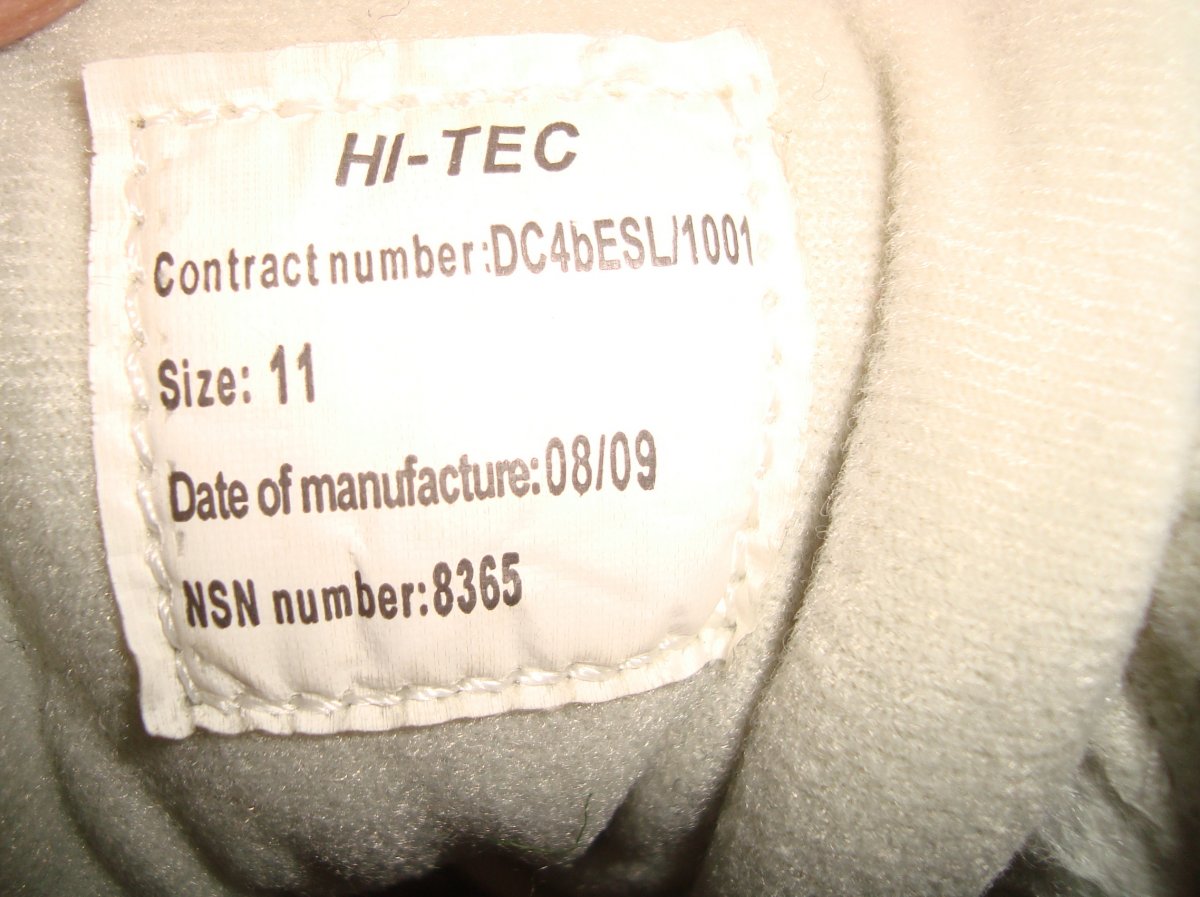 HI-TEC
Contract number:DC4bESL/1001
Size: 11
Date of manufacture:08/09
NSN number:8365